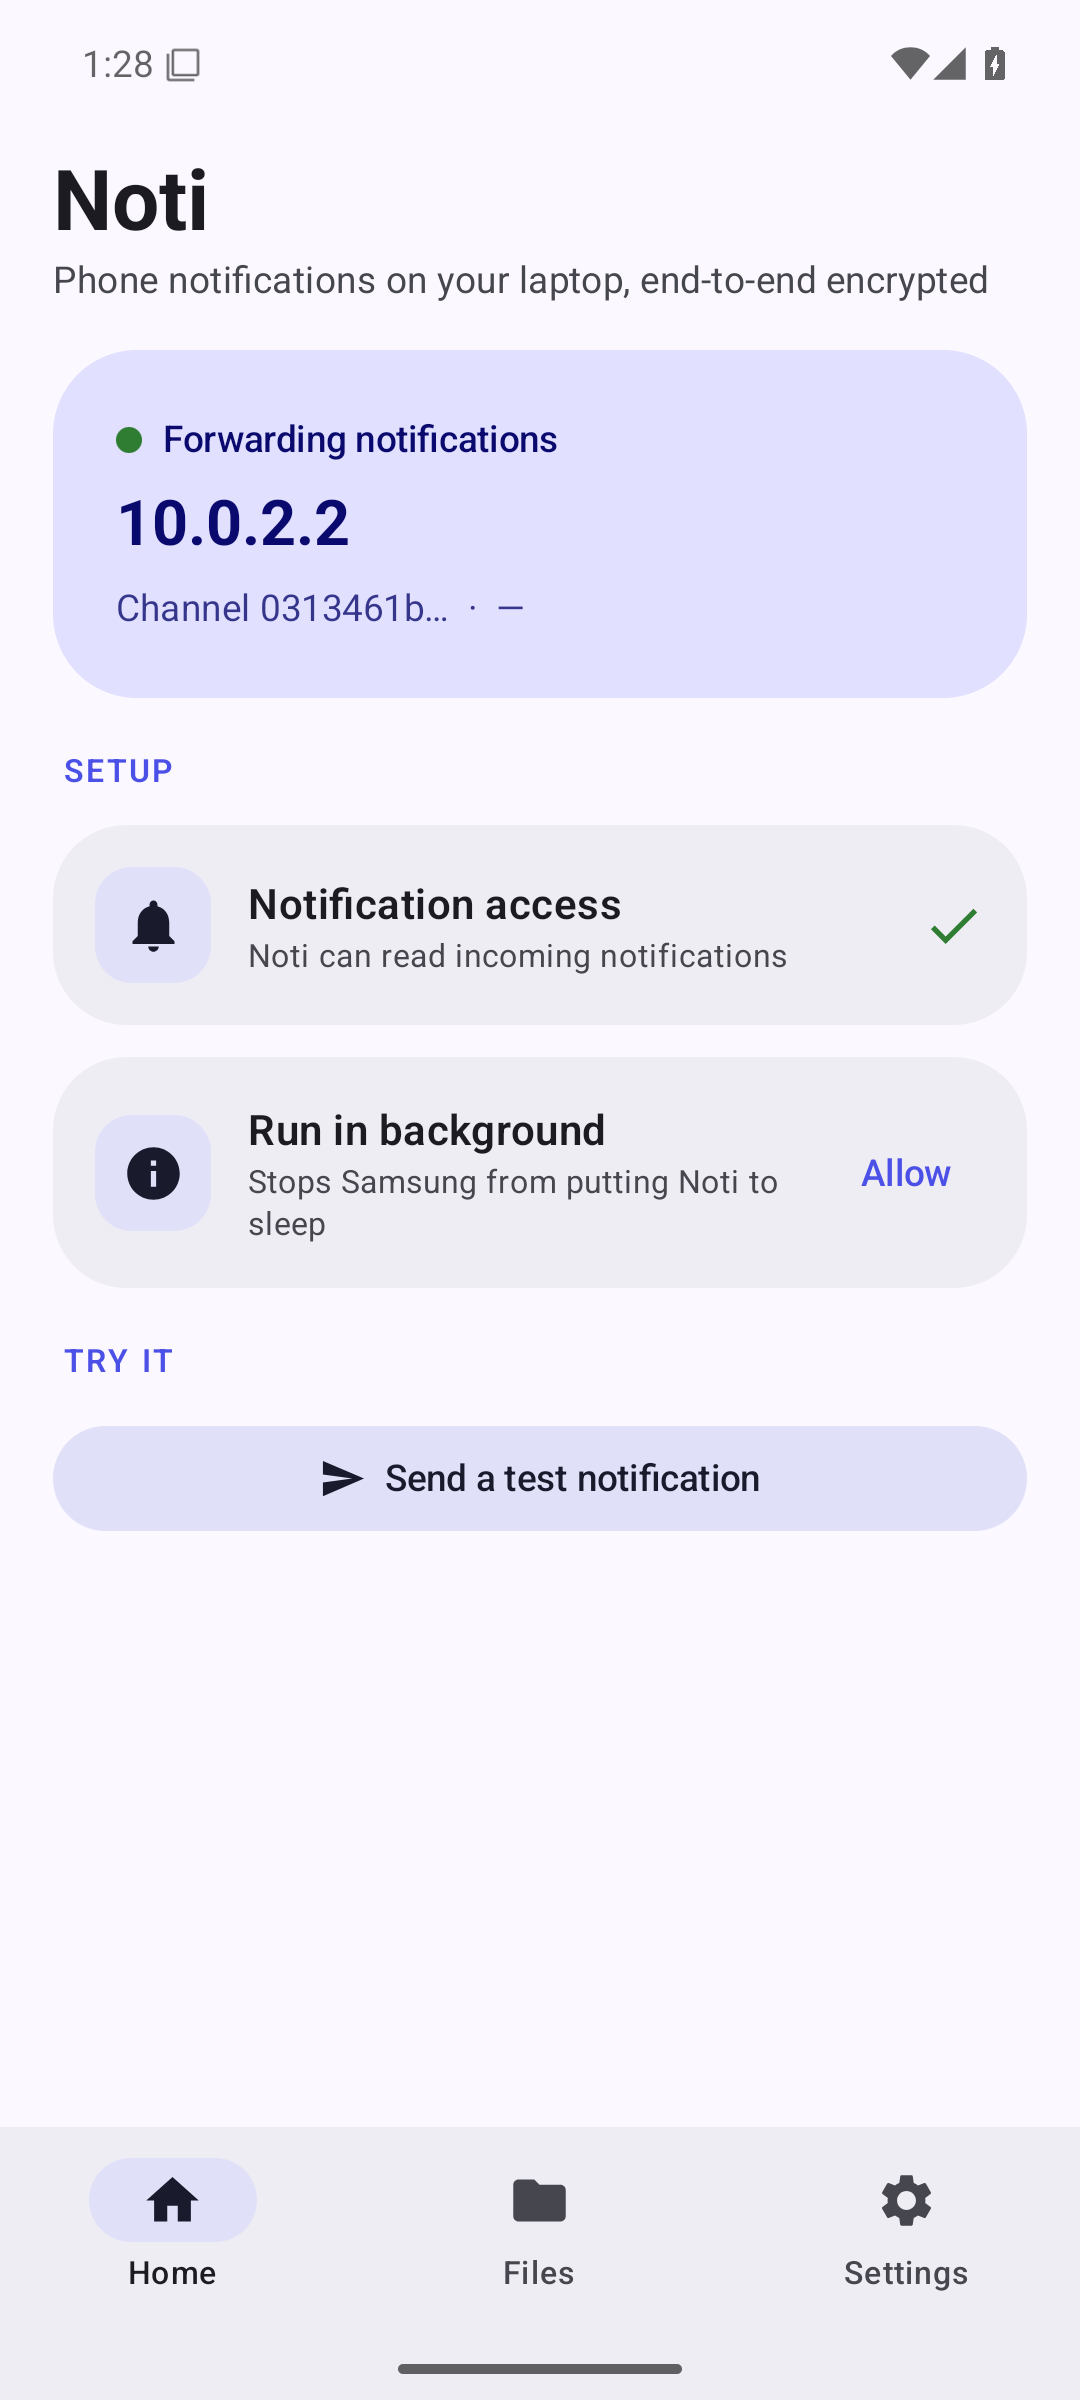 1:28
Noti
Phone notifications on your laptop, end-to-end encrypted
Forwarding notifications
10.0.2.2
Channel 0313461b… · —
SETUP
Notification access
Noti can read incoming notifications
Run in background
Stops Samsung from putting Noti to
sleep
Allow
TRY IT
Send a test notification
Home
Files
Settings